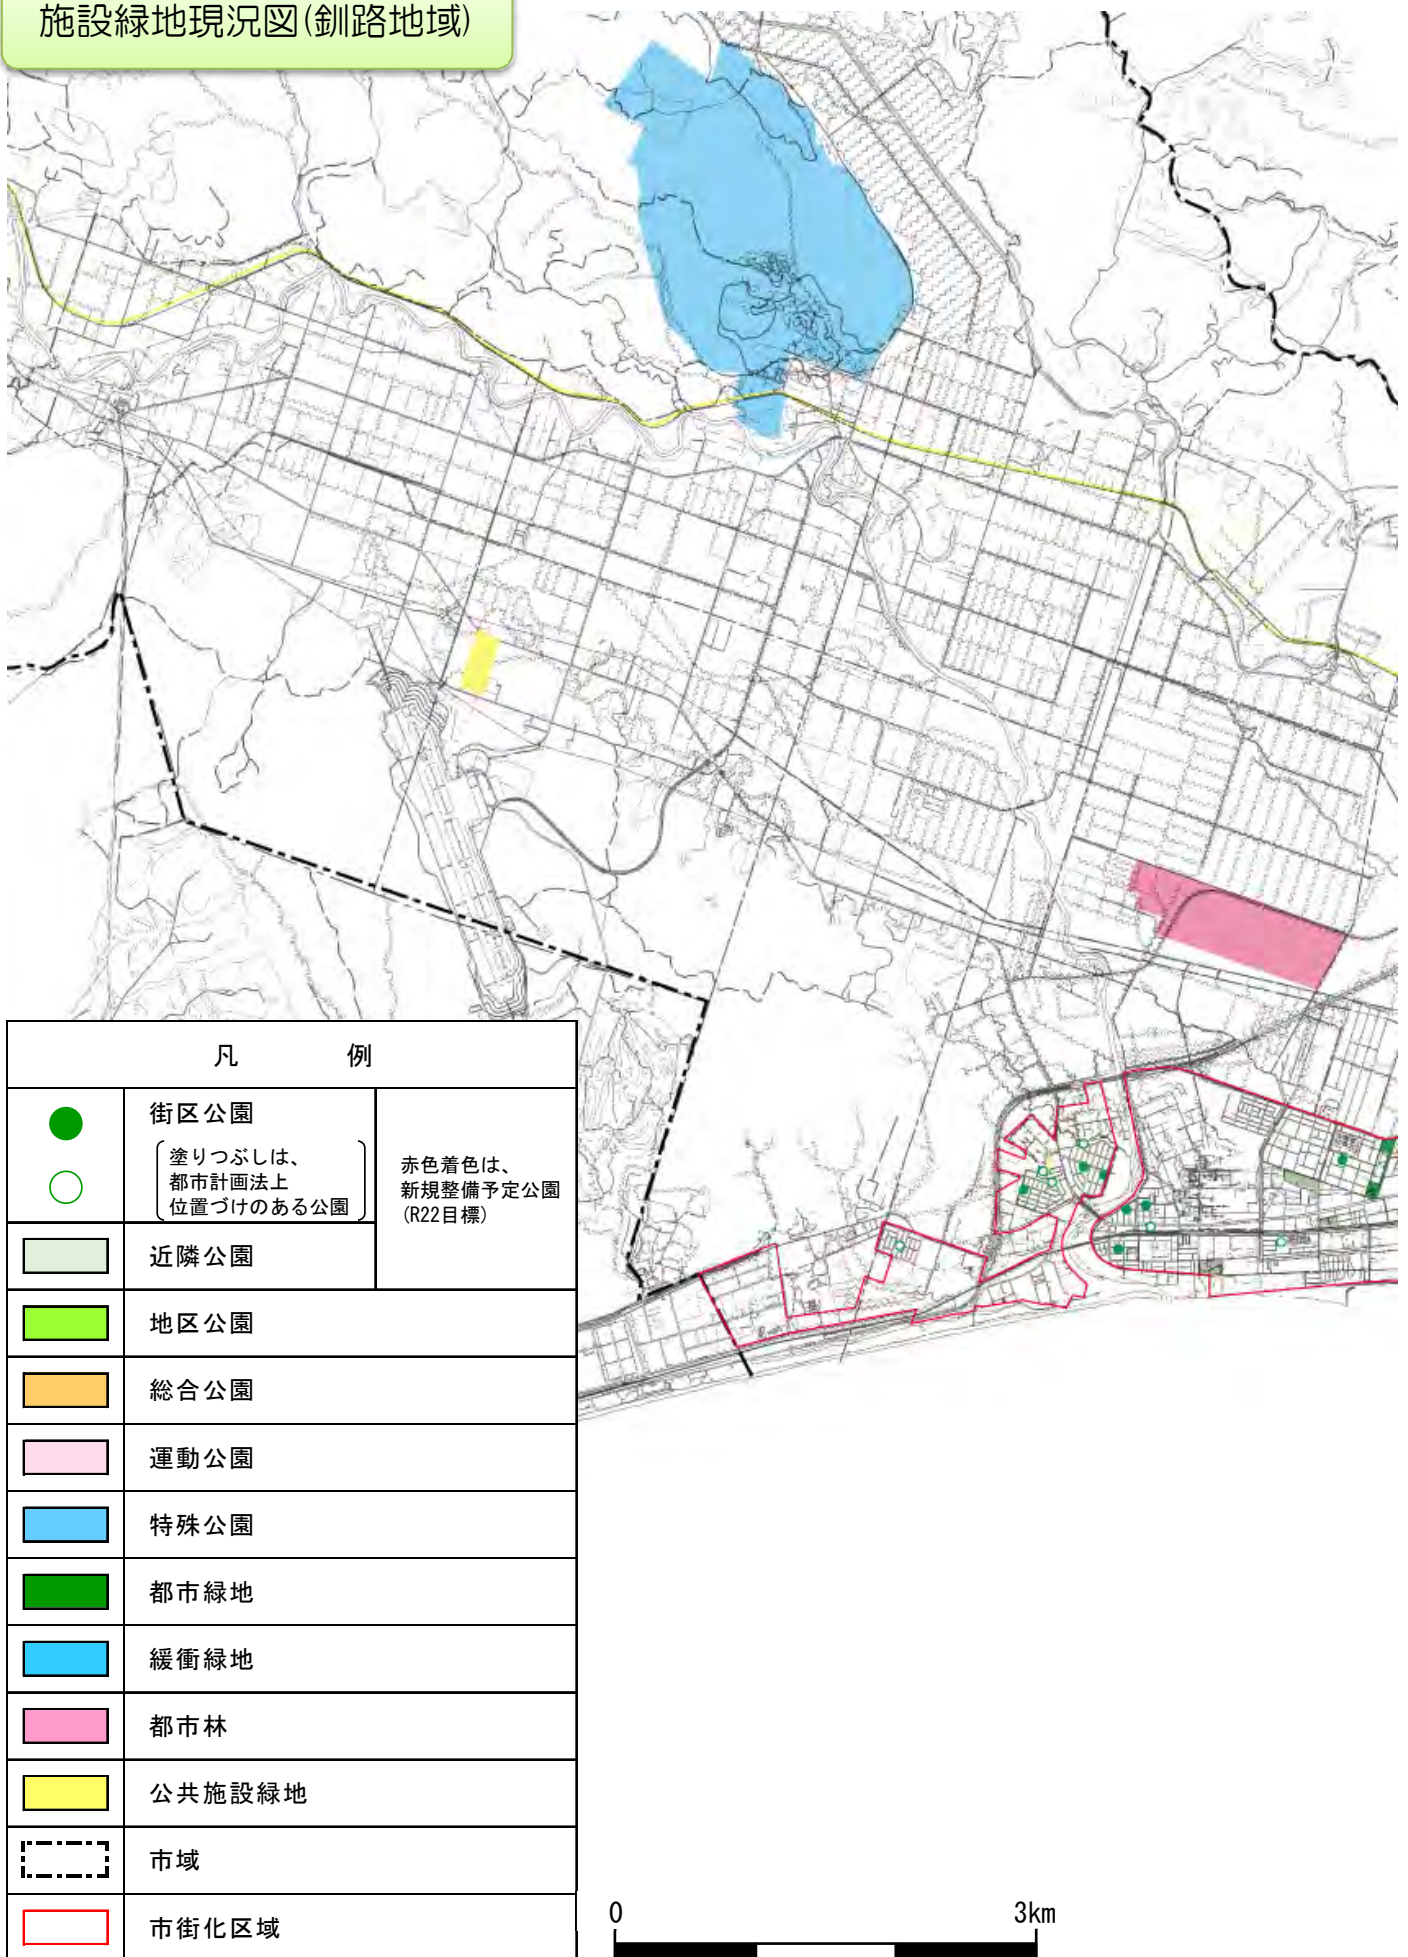 施設緑地現況図(釧路地域)
凡　例
街区公園
塗りつぶしは、
都市計画法上
位置づけのある公園
赤色着色は、
新規整備予定公園
(R22目標)
近隣公園
地区公園
総合公園
運動公園
特殊公園
都市緑地
緩衝緑地
都市林
公共施設緑地
市域
市街化区域
0 3km